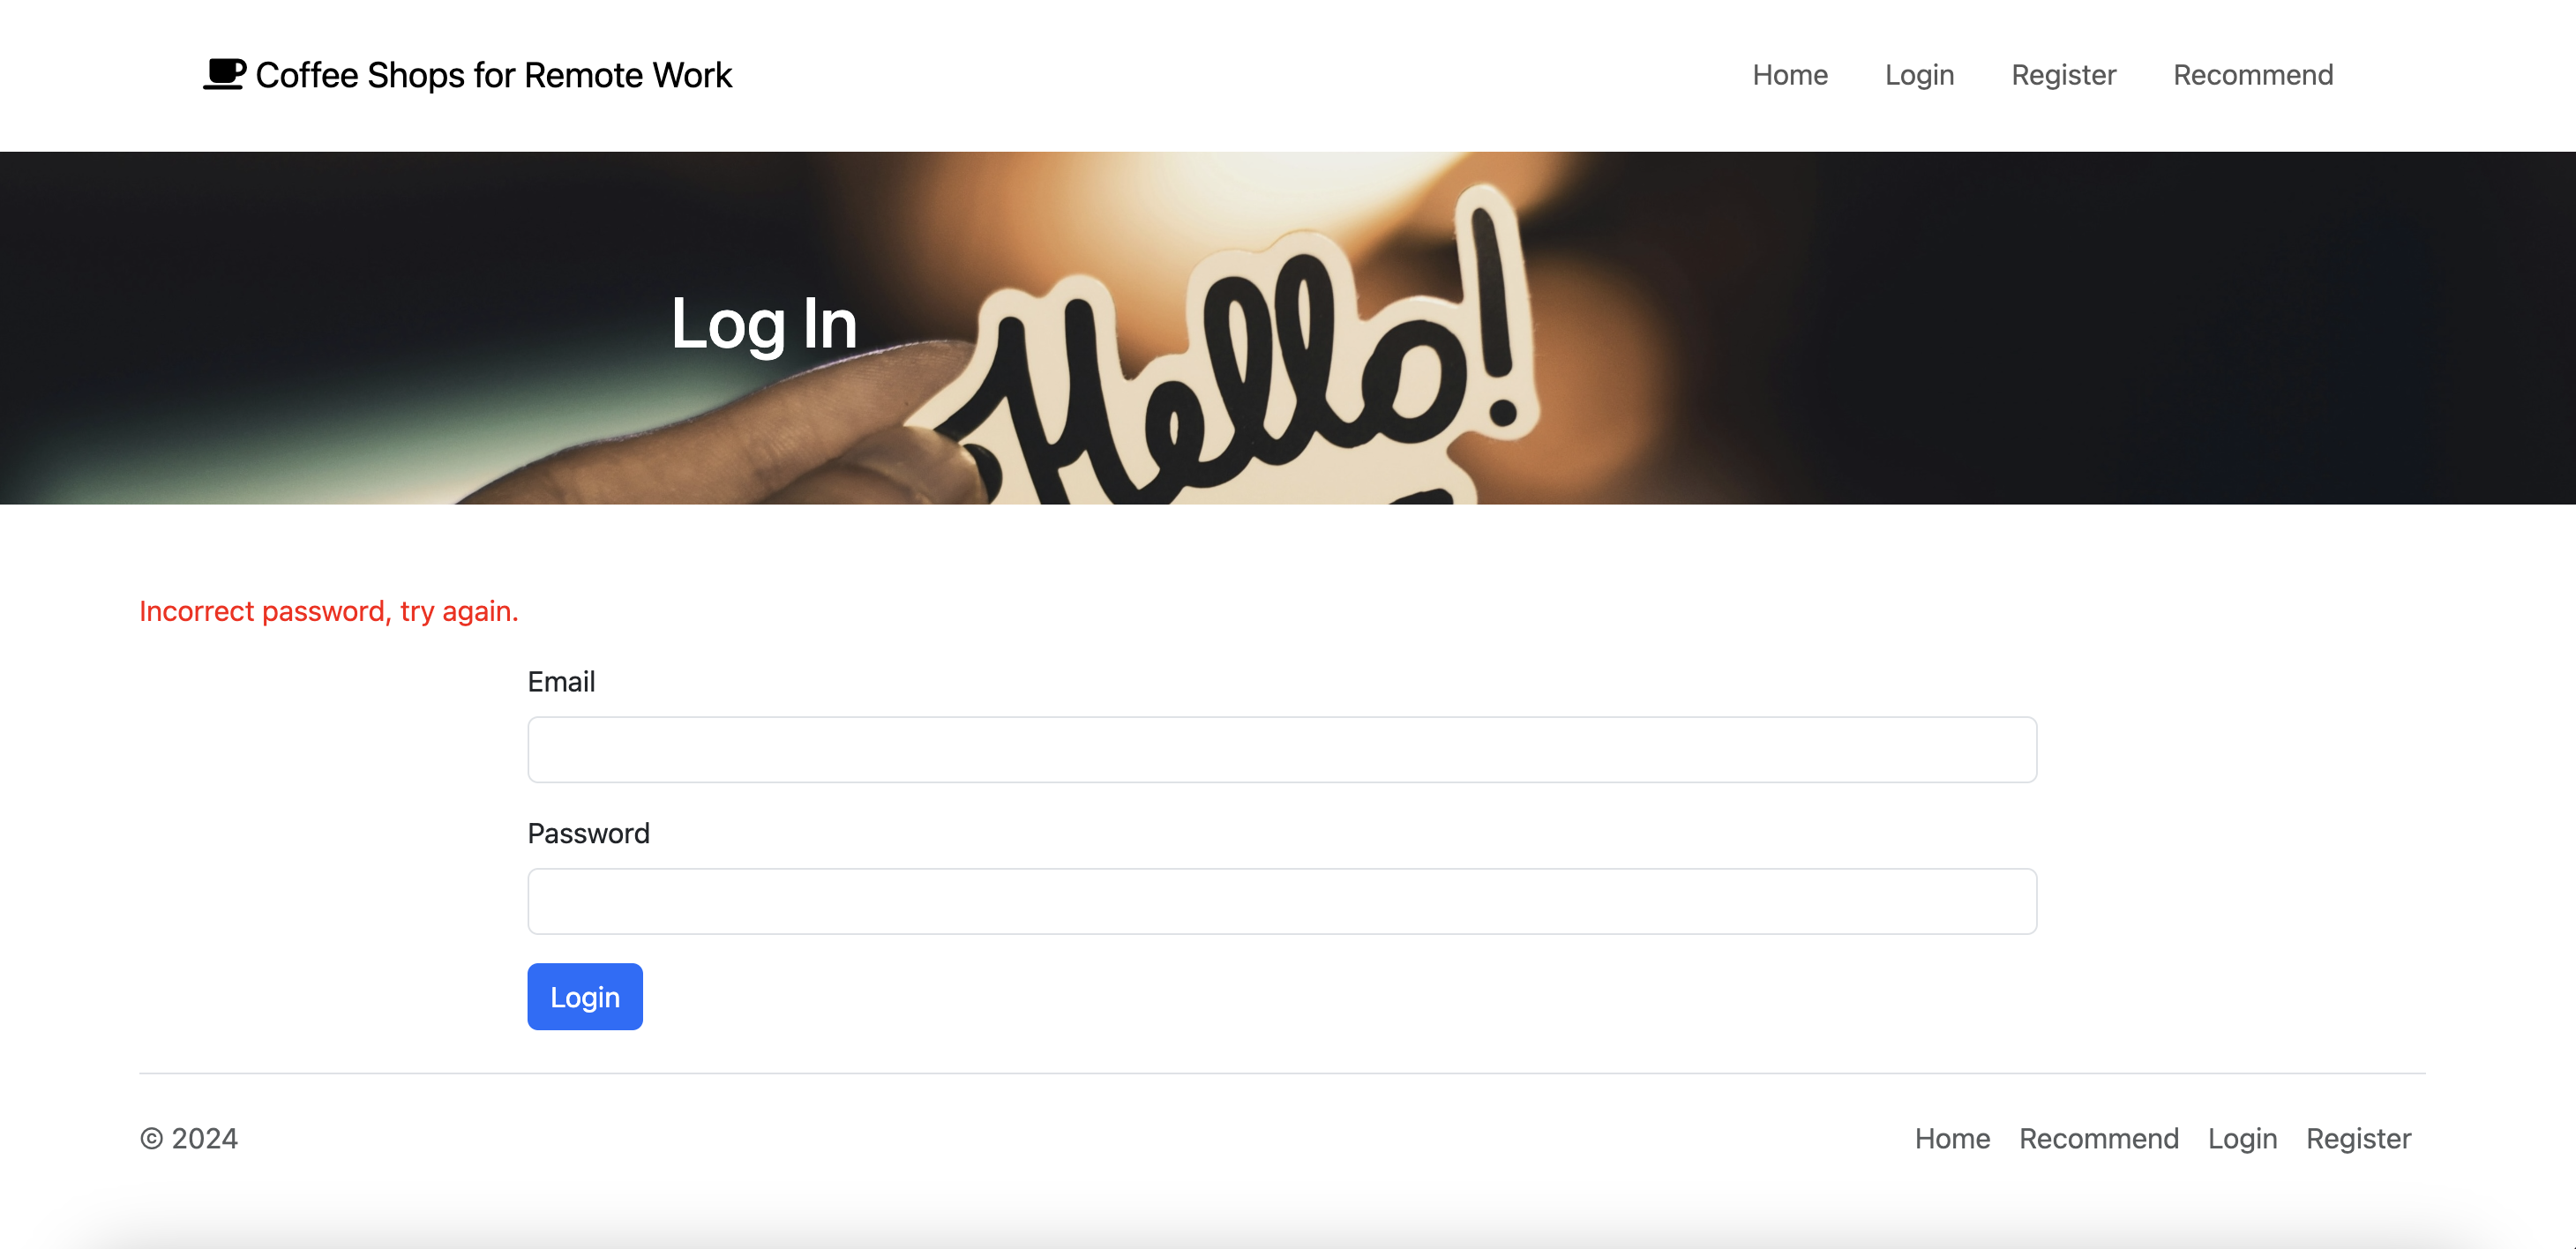 Coffee Shops for Remote Work
Home Login Register Recommend
Log In
Hello!
Incorrect password, try again.
Email
Password
Login
© 2024
Home Recommend Login Register